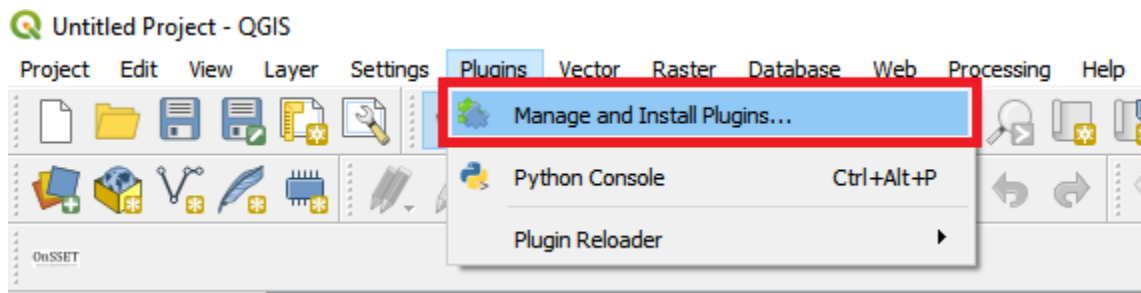 Untitled Project - QGIS
Project Edit View Layer Settings Plugins Vector Raster Database Web Processing Help
Manage and Install Plugins...
Python Console Ctrl+Alt+P
Plugin Reloader
OnSSET